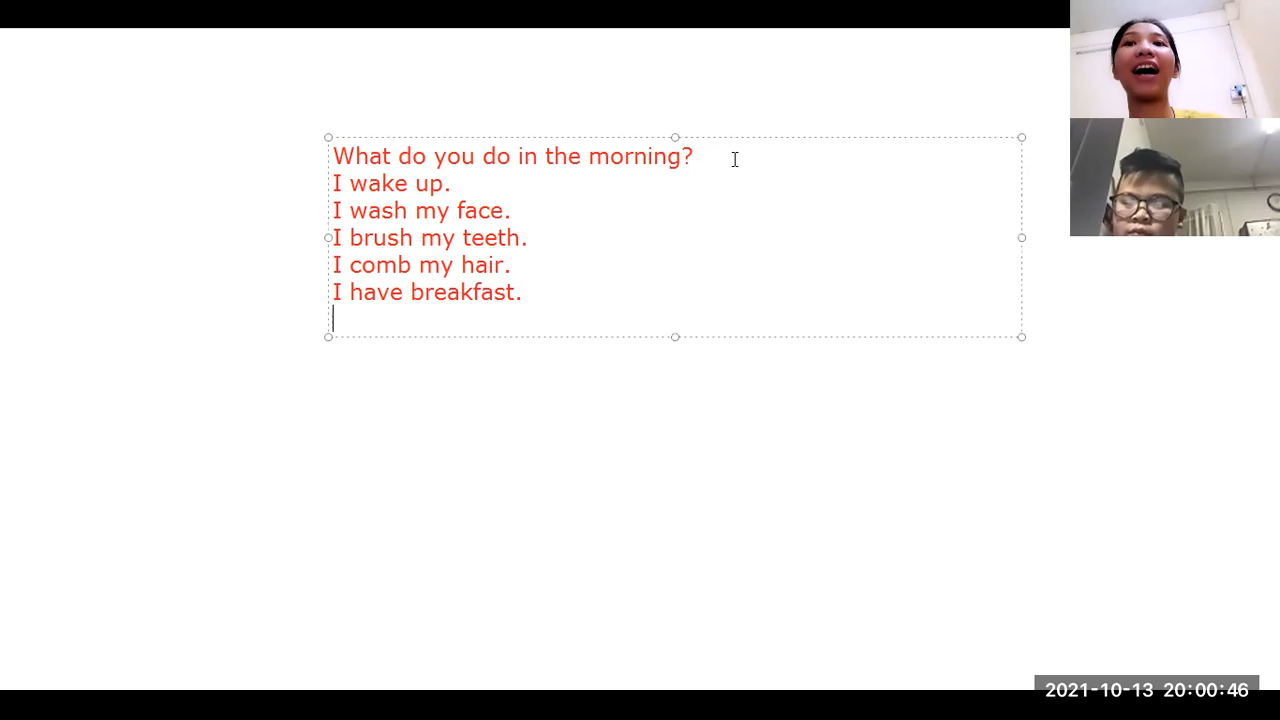 What do you do in the morning?
I wake up.
I wash my face.
I brush my teeth.
I comb my hair.
I have breakfast.
2021-10-13 20:00:46